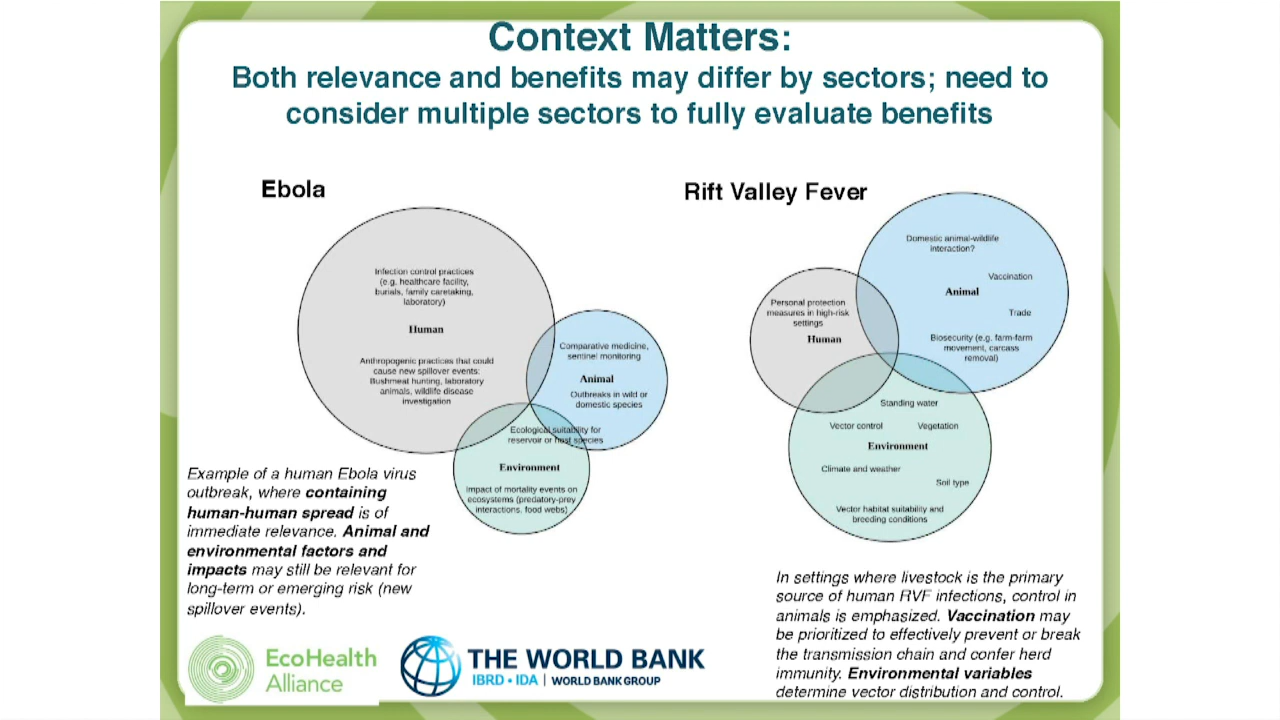 Context Matters:
Both relevance and benefits may differ by sectors; need to
consider multiple sectors to fully evaluate benefits
Ebola
Infection control practices
(e.g. healthcare facility,
burials, family caretaking,
laboratory)
Human
Anthropogenic practices that could
cause new spillover events:
Bushmeat hunting, laboratory
animals, wildlife disease
investigation
Comparative medicine,
sentinel monitoring
Animal
Outbreaks in wild or
domestic species
Ecological suitability for
reservoir or host species
Environment
Impact of mortality events on
ecosystems (predatory-prey
interactions, food webs)
Example of a human Ebola virus
outbreak, where containing
human-human spread is of
immediate relevance. Animal and
environmental factors and
impacts may still be relevant for
long-term or emerging risk (new
spillover events).
Rift Valley Fever
Domestic animal-wildlife
interaction?
Vaccination
Animal
Trade
Biosecurity (e.g. farm-farm
movement, carcass
removal)
Personal protection
measures in high-risk
settings
Human
Standing water
Vector control Vegetation
Environment
Climate and weather
Soil type
Vector habitat suitability and
breeding conditions
In settings where livestock is the primary
source of human RVF infections, control in
animals is emphasized. Vaccination may
be prioritized to effectively prevent or break
the transmission chain and confer herd
immunity. Environmental variables
determine vector distribution and control.
EcoHealth
Alliance
THE WORLD BANK
IBRD • IDA | WORLD BANK GROUP